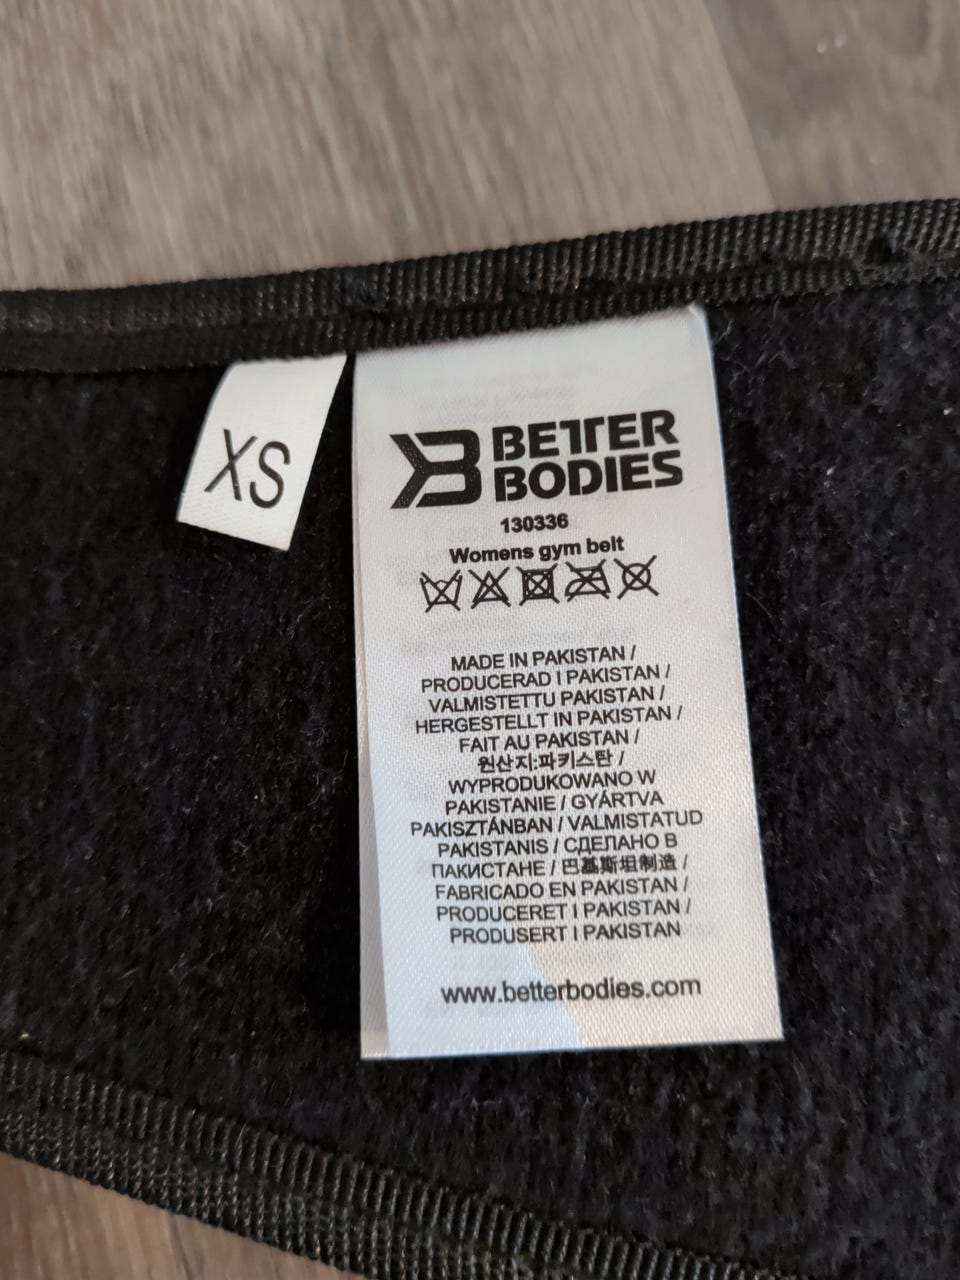 XS
BETTER
BODIES
130336
Womens gym belt
MADE IN PAKISTAN /
PRODUCERAD I PAKISTAN /
VALMISTETTU PAKISTAN /
HERGESTELLT IN PAKISTAN /
FAIT AU PAKISTAN /
원산지:파키스탄 /
WYPRODUKOWANO W
PAKISTANIE / GYÁRTVA
PAKISZTÁNBAN / VALMISTATUD
PAKISTANIS / СДЕЛАНО В
ПАКИСТАНЕ / 巴基斯坦制造 /
FABRICADO EN PAKISTAN /
PRODUCERET I PAKISTAN /
PRODUSERT I PAKISTAN
www.betterbodies.com